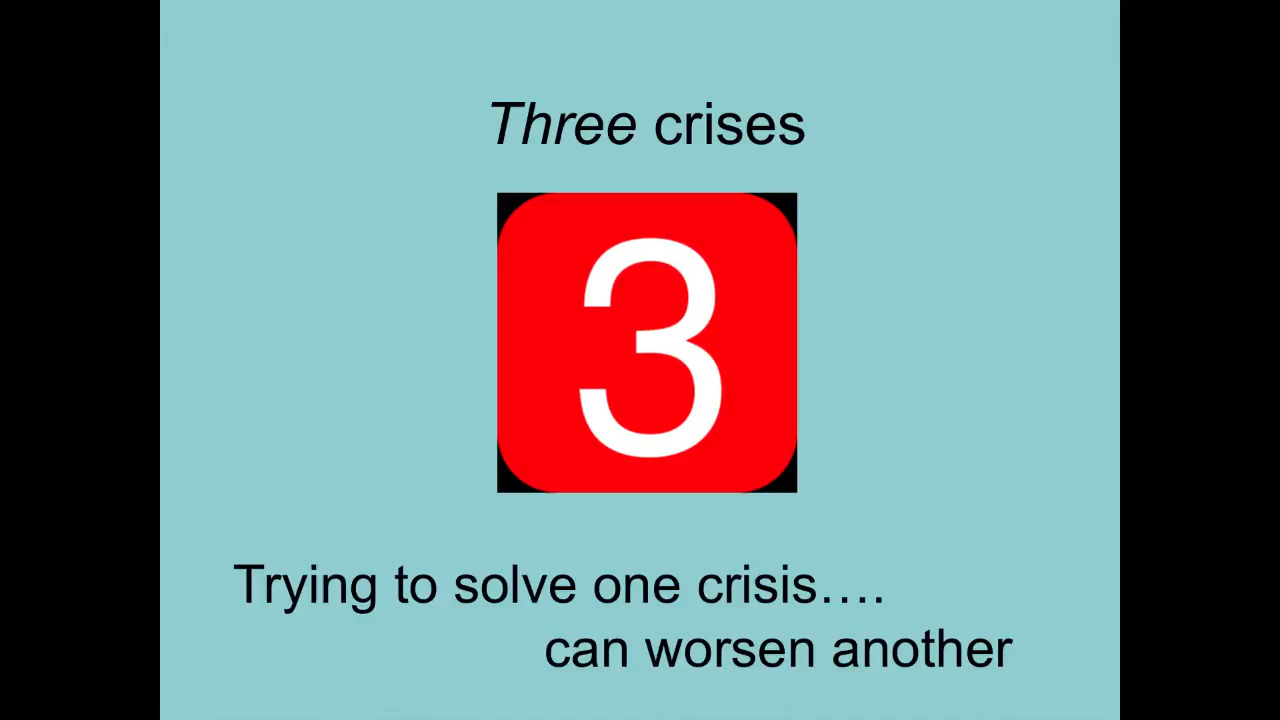 Three crises
3
Trying to solve one crisis….
can worsen another